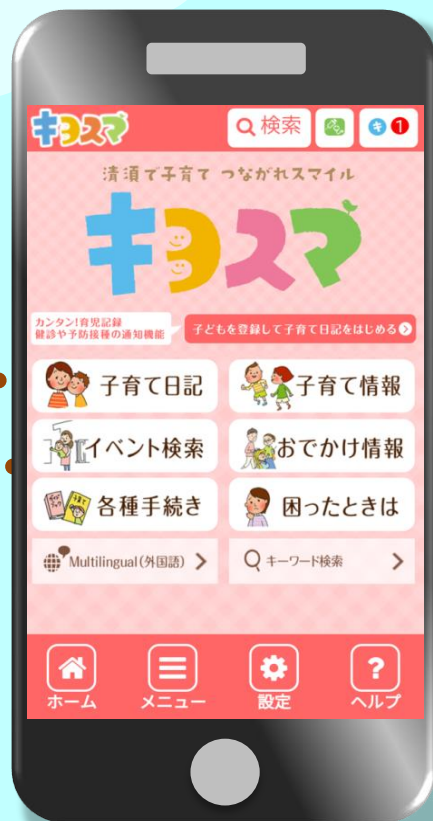 キヨスマ
検索
キ 1
清須で子育て つながれスマイル
キヨスマ
カンタン!育児記録
健診や予防接種の通知機能
子どもを登録して子育て日記をはじめる
子育て日記
子育て情報
イベント検索
おでかけ情報
各種手続き
困ったときは
Multilingual(外国語)
キーワード検索
ホーム
メニュー
設定
?
ヘルプ